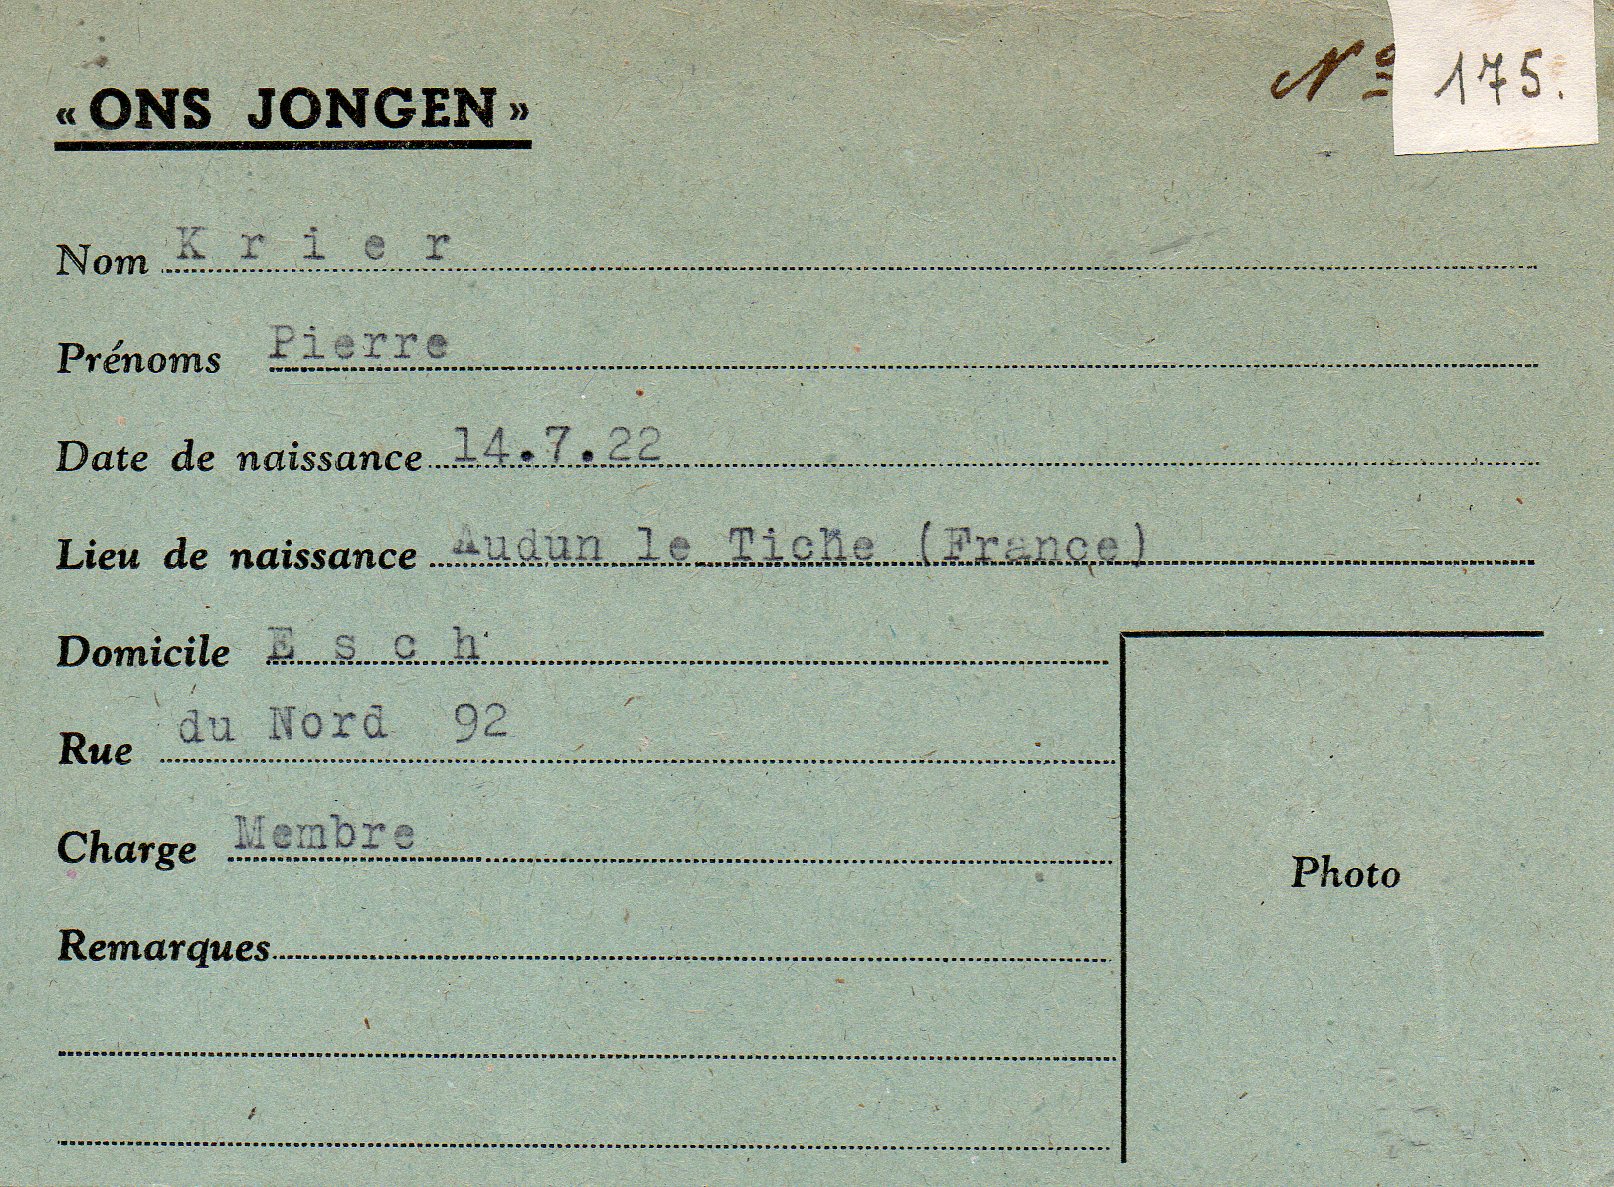 « ONS JONGEN »
Nº 175.
Nom K r i e r
Prénoms Pierre
Date de naissance 14.7.22
Lieu de naissance Audun le Tiche (France)
Domicile E s c h
Rue du Nord 92
Charge Membre
Photo
Remarques